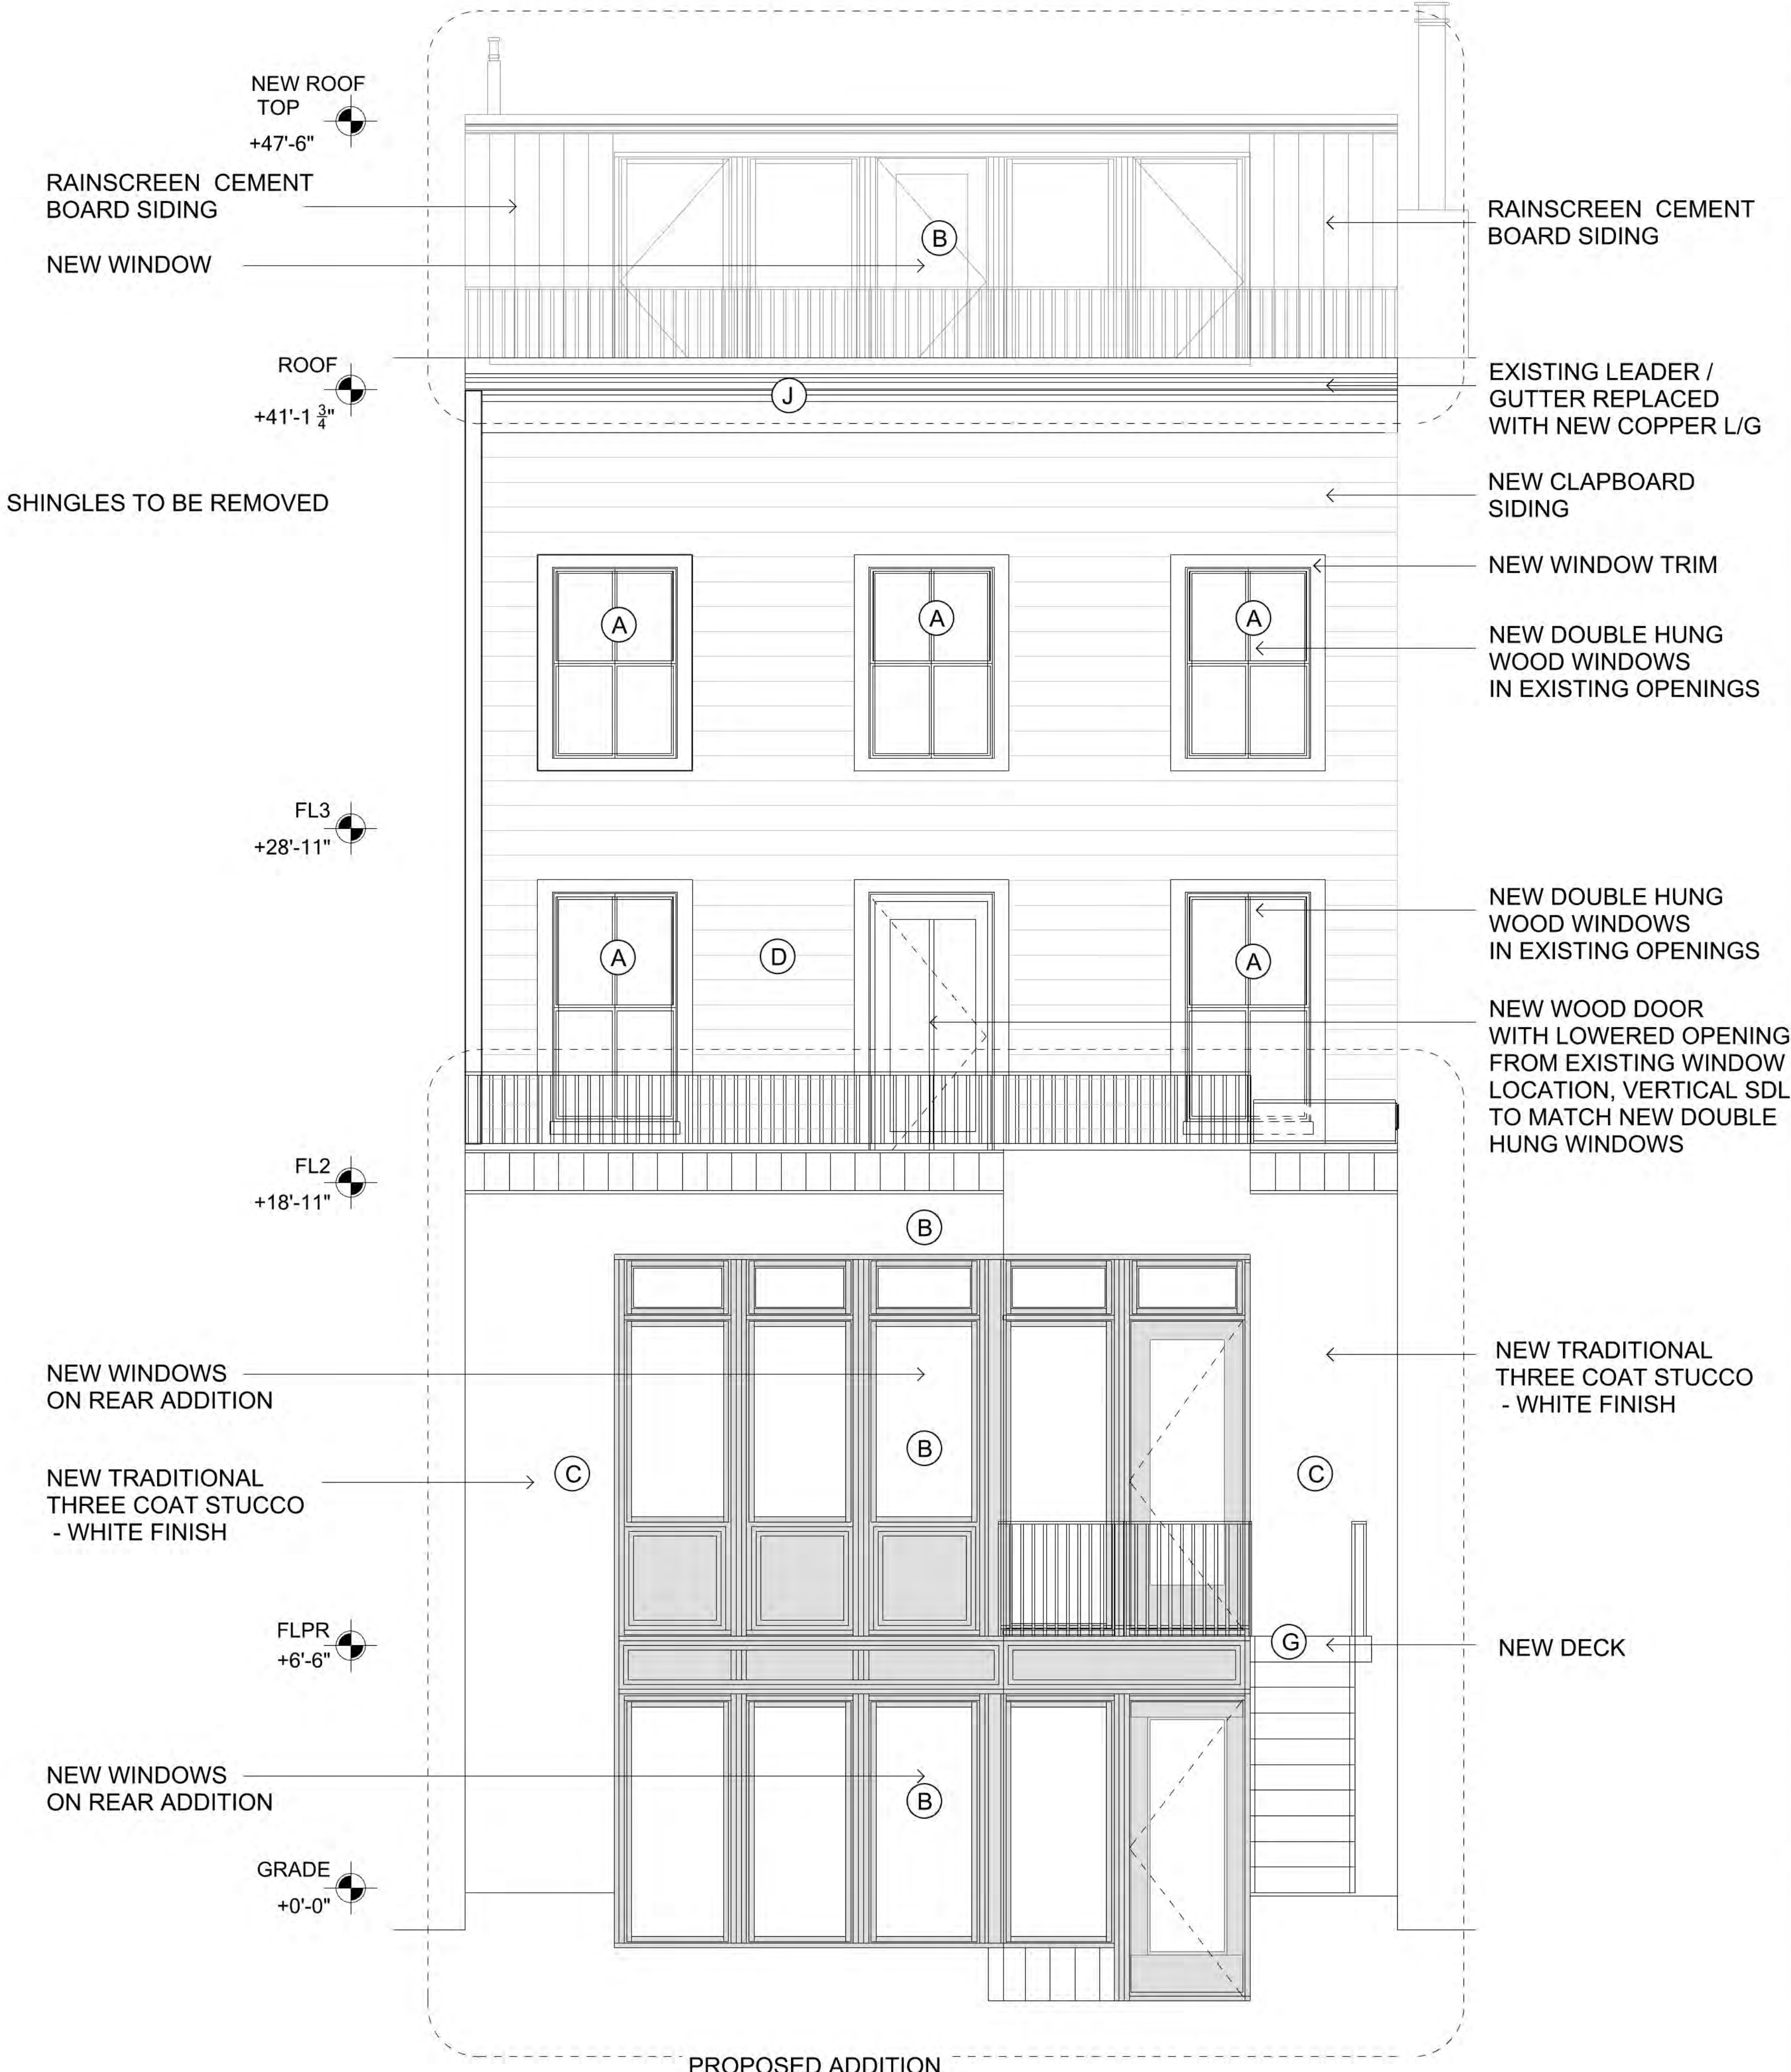 NEW ROOF
TOP
+47'-6"
RAINSCREEN CEMENT
BOARD SIDING
NEW WINDOW
B
RAINSCREEN CEMENT
BOARD SIDING
ROOF
+41'-1 3/4"
J
EXISTING LEADER /
GUTTER REPLACED
WITH NEW COPPER L/G
SHINGLES TO BE REMOVED
NEW CLAPBOARD
SIDING
NEW WINDOW TRIM
A
A
A
NEW DOUBLE HUNG
WOOD WINDOWS
IN EXISTING OPENINGS
FL3
+28'-11"
A
D
A
NEW DOUBLE HUNG
WOOD WINDOWS
IN EXISTING OPENINGS
NEW WOOD DOOR
WITH LOWERED OPENING
FROM EXISTING WINDOW
LOCATION, VERTICAL SDL
TO MATCH NEW DOUBLE
HUNG WINDOWS
FL2
+18'-11"
B
NEW WINDOWS
ON REAR ADDITION
B
NEW TRADITIONAL
THREE COAT STUCCO
- WHITE FINISH
NEW TRADITIONAL
THREE COAT STUCCO
- WHITE FINISH
C
C
FLPR
+6'-6"
G
NEW DECK
NEW WINDOWS
ON REAR ADDITION
B
GRADE
+0'-0"
PROPOSED ADDITION